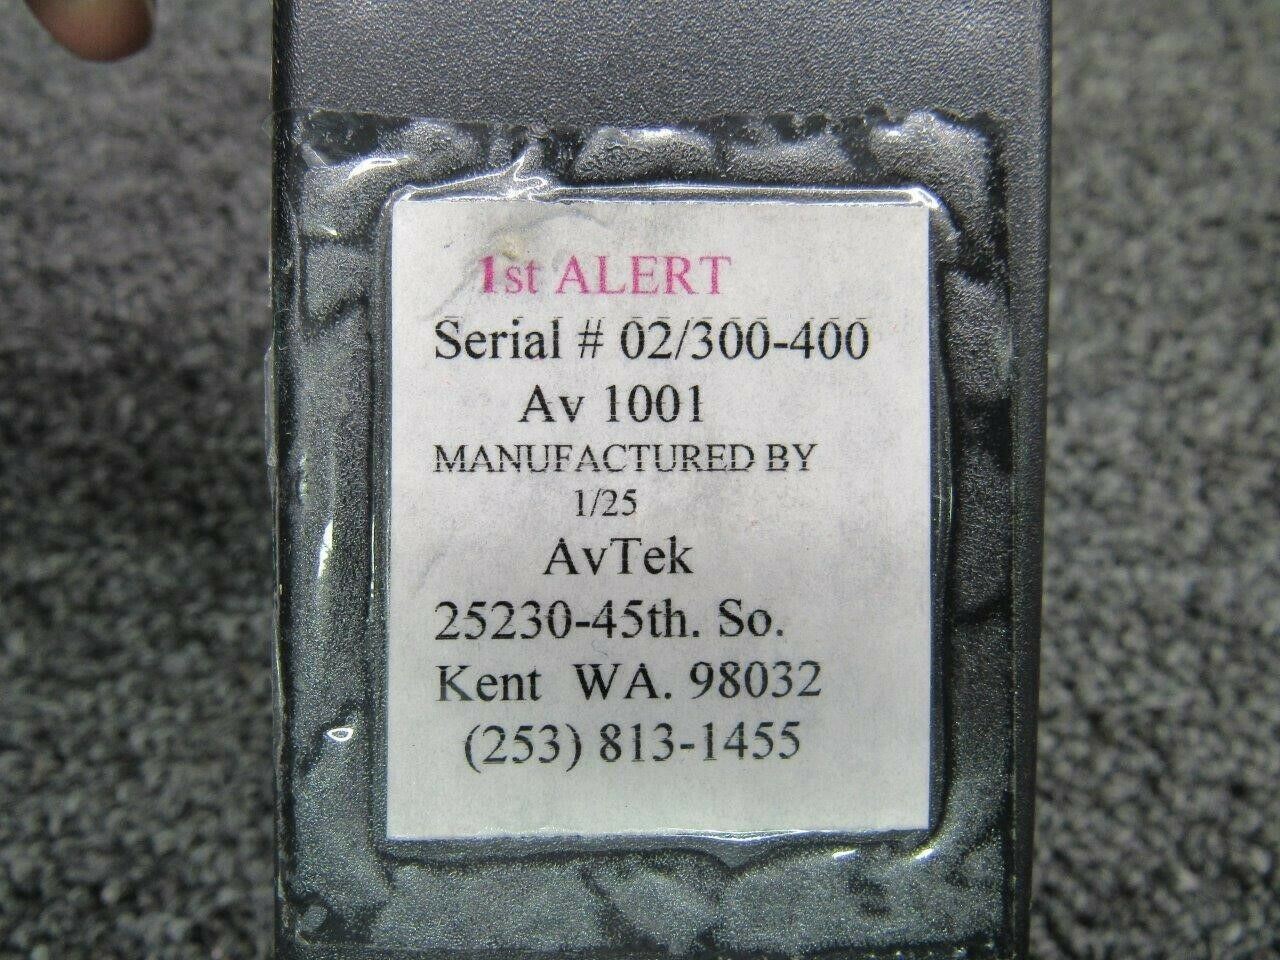 1st ALERT
Serial # 02/300-400
Av 1001
MANUFACTURED BY
1/25
AvTek
25230-45th. So.
Kent WA. 98032
(253) 813-1455